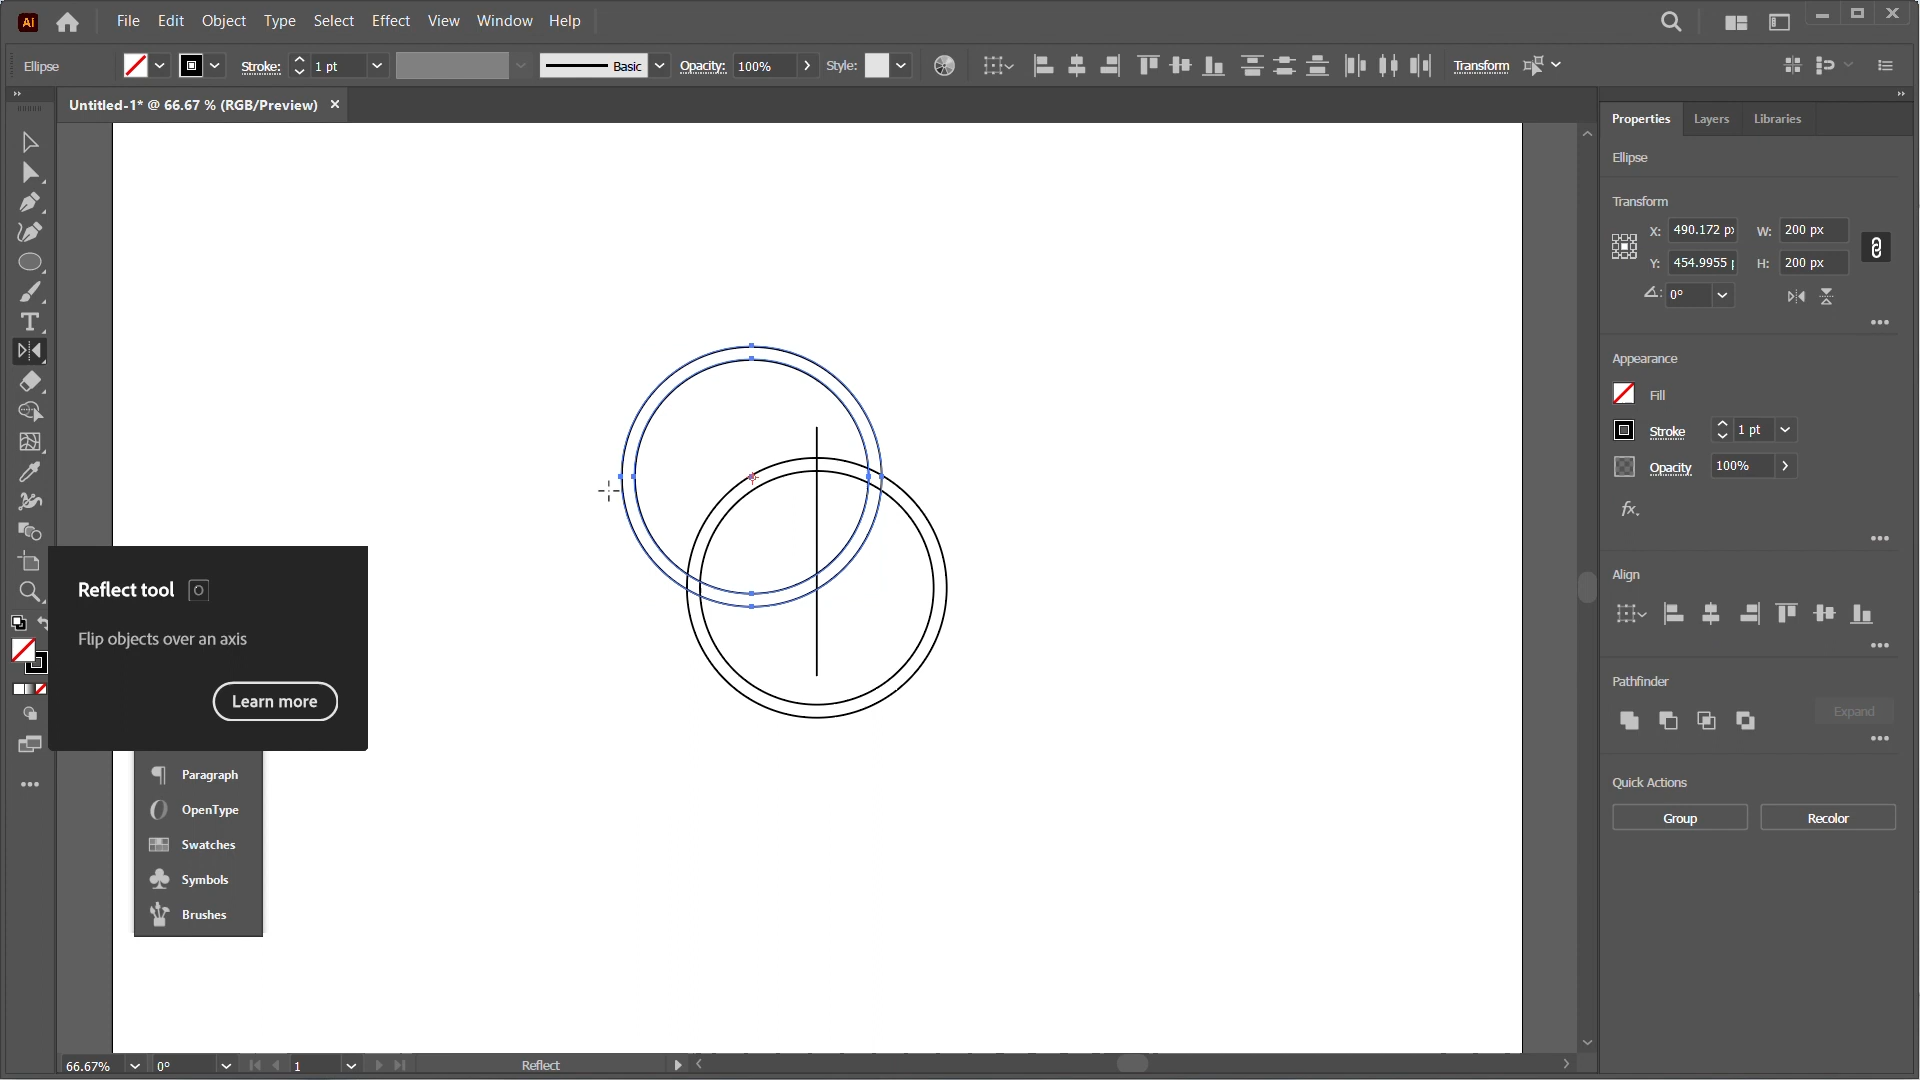 Ai File Edit Object Type Select Effect View Window Help
Ellipse Stroke: 1 pt Basic Opacity: 100% Style: Transform
Untitled-1* @ 66.67 % (RGB/Preview) ×
Properties Layers Libraries
Ellipse
Transform
X: 490.172 px W: 200 px
Y: 454.9955 p H: 200 px
0°
Appearance
Fill
Stroke 1 pt
Opacity 100%
fx.
Align
Pathfinder
Expand
Quick Actions
Group Recolor
Reflect tool O
Flip objects over an axis
Learn more
Paragraph
OpenType
Swatches
Symbols
Brushes
66.67% 0° 1 Reflect